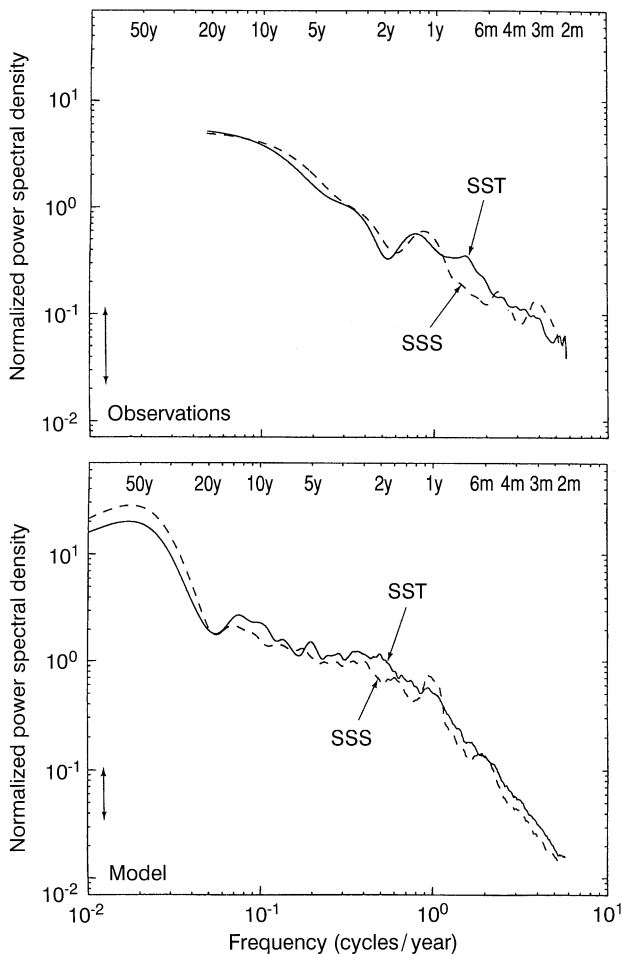 50y 20y 10y 5y 2y 1y 6m 4m 3m 2m
Normalized power spectral density
10¹
10⁰
10⁻¹
10⁻²
SST
SSS
Observations
50y 20y 10y 5y 2y 1y 6m 4m 3m 2m
Normalized power spectral density
10¹
10⁰
10⁻¹
10⁻²
SST
SSS
Model
10⁻² 10⁻¹ 10⁰ 10¹
Frequency (cycles/year)